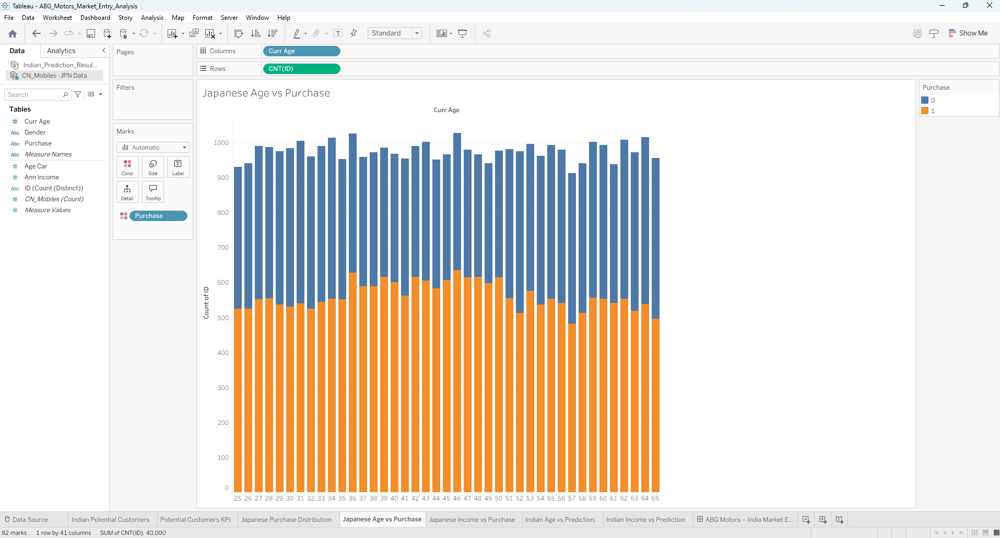 Tableau - ABG_Motors_Market_Entry_Analysis
File Data Worksheet Dashboard Story Analysis Map Format Server Window Help
Standard
Show Me
Data Analytics
Indian_Prediction_Resul...
CN_Mobiles -JPN Data
Search
Tables
Curr Age
Abc Gender
Abc Purchase
Abc Measure Names
Age Car
Ann Income
Abc ID (Count (Distinct))
CN_Mobiles (Count)
Measure Values
Pages
Filters
Marks
Automatic
Color Size Label
Detail Tooltip
Purchase
Columns Curr Age
Rows CNT(ID)
Japanese Age vs Purchase
Curr Age
Count of ID
1000
900
800
700
600
500
400
300
200
100
0
25 26 27 28 29 30 31 32 33 34 35 36 37 38 39 40 41 42 43 44 45 46 47 48 49 50 51 52 53 54 55 56 57 58 59 60 61 62 63 64 65
Purchase
0
1
Data Source Indian Potential Customers Potential Customers KPI Japanese Purchase Distribution Japanese Age vs Purchase Japanese Income vs Purchase Indian Age vs Prediction. Indian Income vs Prediction ABG Motors – India Market E...
82 marks 1 row by 41 columns SUM of CNT(ID): 40,000